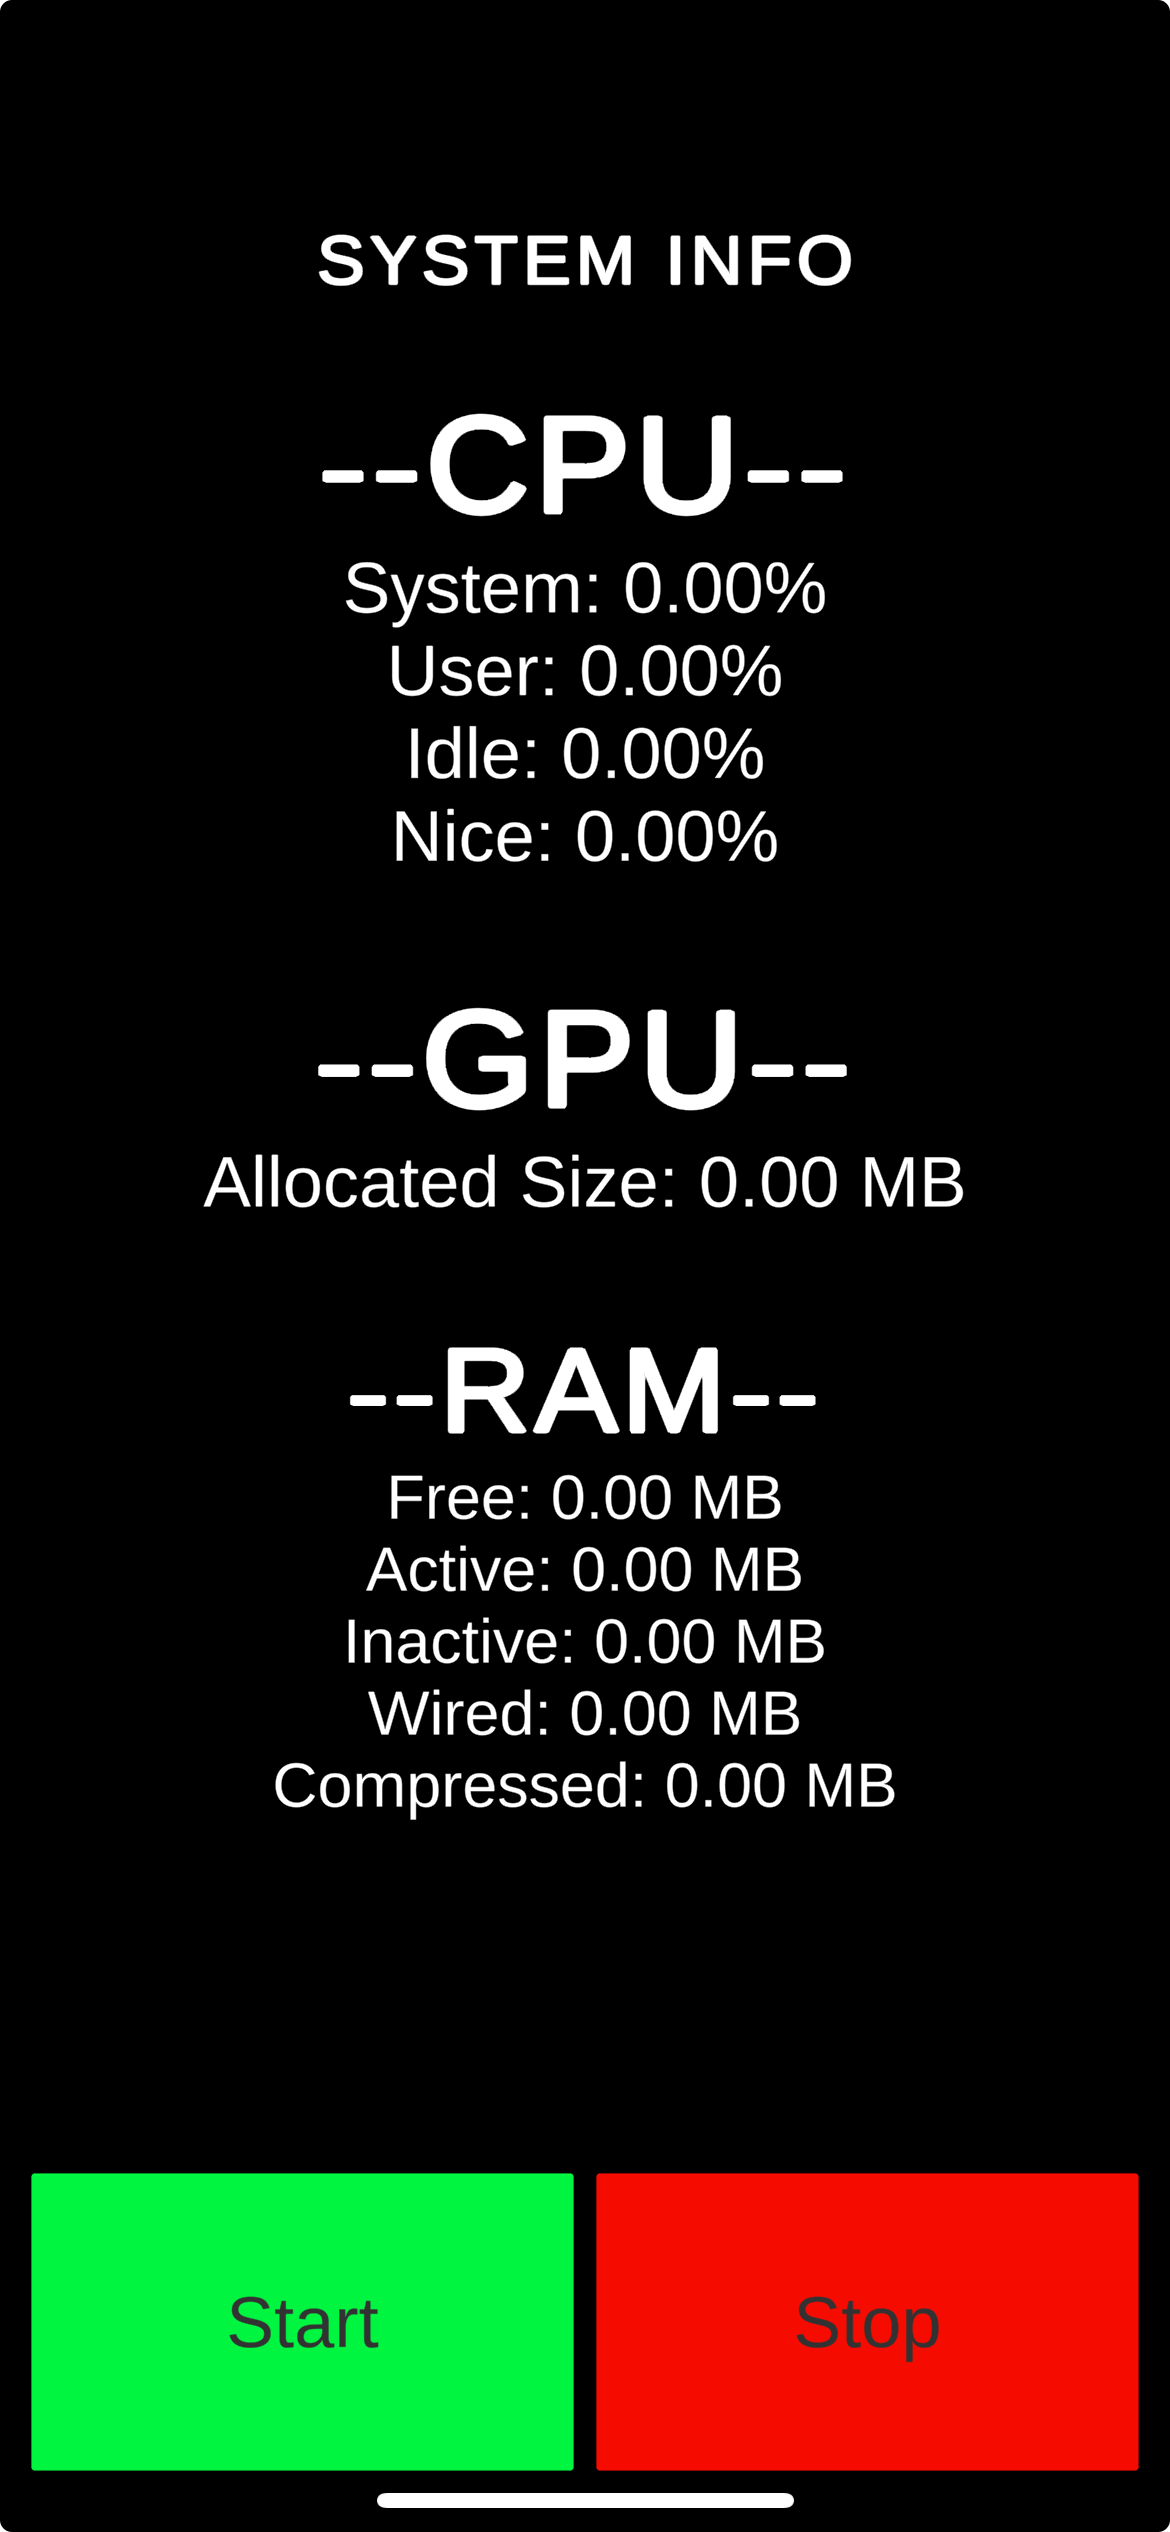 SYSTEM INFO
--CPU--
System: 0.00%
User: 0.00%
Idle: 0.00%
Nice: 0.00%
--GPU--
Allocated Size: 0.00 MB
--RAM--
Free: 0.00 MB
Active: 0.00 MB
Inactive: 0.00 MB
Wired: 0.00 MB
Compressed: 0.00 MB
Start
Stop